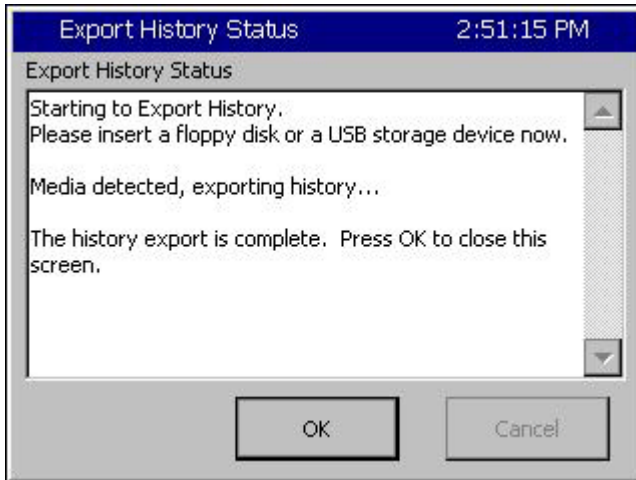 Export History Status 2:51:15 PM
Export History Status
Starting to Export History.
Please insert a floppy disk or a USB storage device now.
Media detected, exporting history...
The history export is complete.  Press OK to close this
screen.
OK Cancel